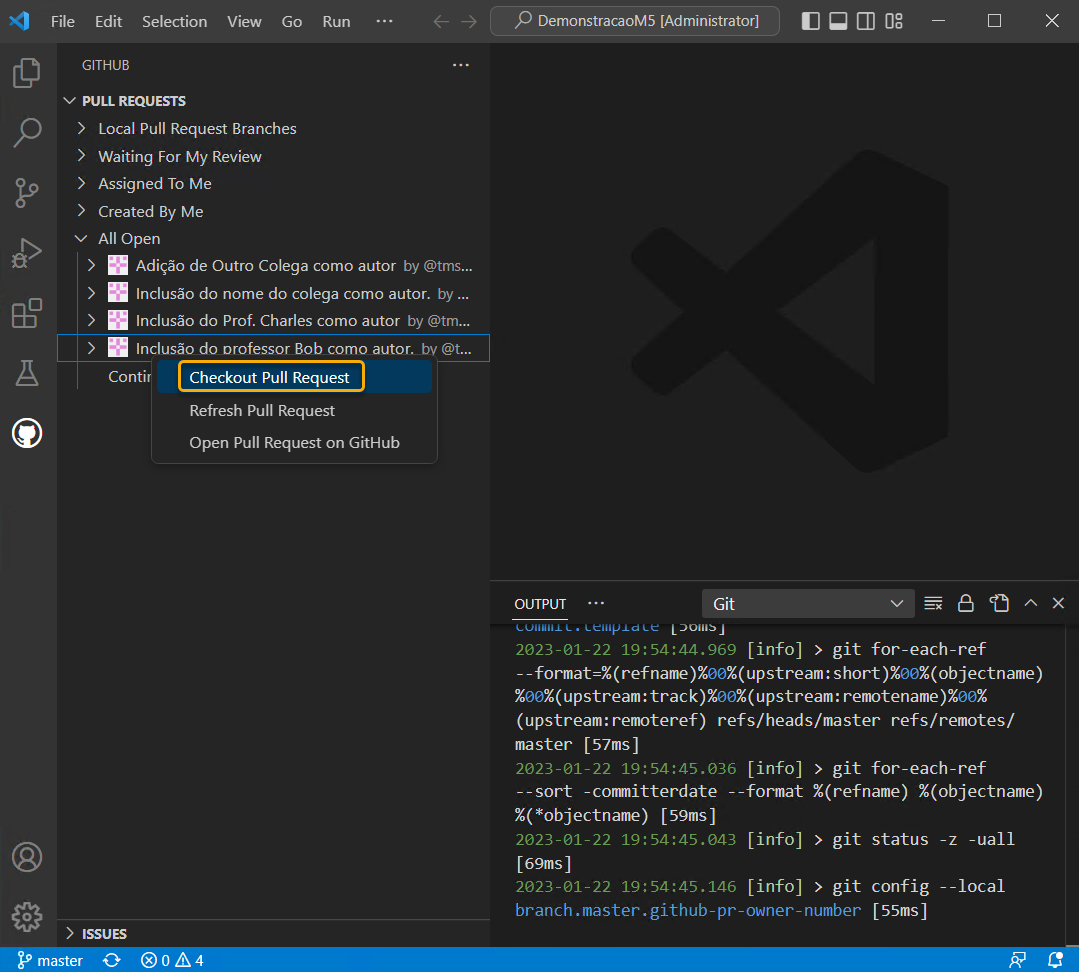 File Edit Selection View Go Run ···
DemonstracaoM5 [Administrator]
GITHUB
PULL REQUESTS
Local Pull Request Branches
Waiting For My Review
Assigned To Me
Created By Me
All Open
Adição de Outro Colega como autor by @tms...
Inclusão do nome do colega como autor. by ...
Inclusão do Prof. Charles como autor by @tm...
Inclusão do professor Bob como autor. by @t...
Checkout Pull Request
Refresh Pull Request
Open Pull Request on GitHub
OUTPUT ··· Git
commit.template [56ms]
2023-01-22 19:54:44.969 [info] > git for-each-ref
--format=%(refname)%00%(upstream:short)%00%(objectname)
%00%(upstream:track)%00%(upstream:remotename)%00%
(upstream:remoteref) refs/heads/master refs/remotes/
master [57ms]
2023-01-22 19:54:45.036 [info] > git for-each-ref
--sort -committerdate --format %(refname) %(objectname)
%(*objectname) [59ms]
2023-01-22 19:54:45.043 [info] > git status -z -uall
[69ms]
2023-01-22 19:54:45.146 [info] > git config --local
branch.master.github-pr-owner-number [55ms]
ISSUES
master 0 4